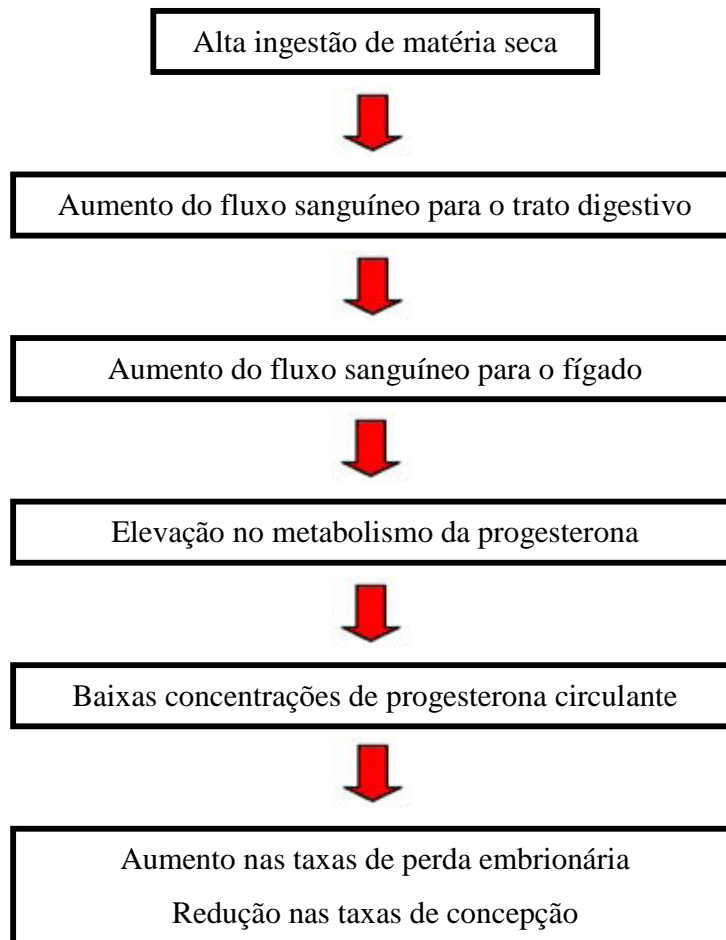 Alta ingestão de matéria seca
Aumento do fluxo sanguíneo para o trato digestivo
Aumento do fluxo sanguíneo para o fígado
Elevação no metabolismo da progesterona
Baixas concentrações de progesterona circulante
Aumento nas taxas de perda embrionária
Redução nas taxas de concepção